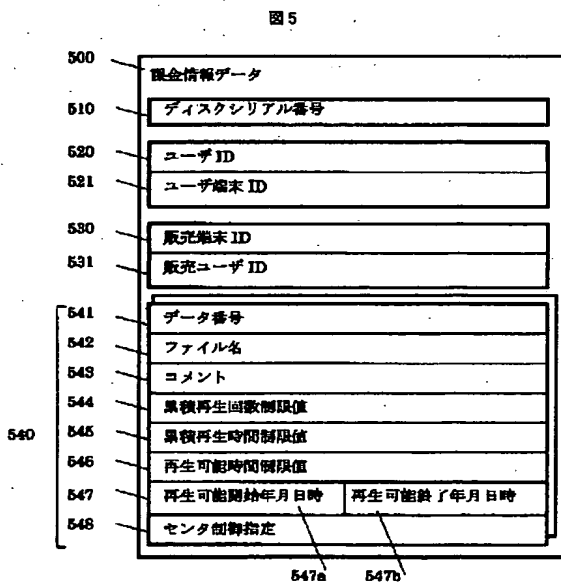 図5
500
課金情報データ
510
ディスクシリアル番号
520
ユーザID
521
ユーザ端末ID
530
販売端末ID
531
販売ユーザID
540
541
データ番号
542
ファイル名
543
コメント
544
累積再生回数制限値
545
累積再生時間制限値
546
再生可能時間制限値
547
再生可能開始年月日時 再生可能終了年月日時
548
センタ制御指定
547a 547b